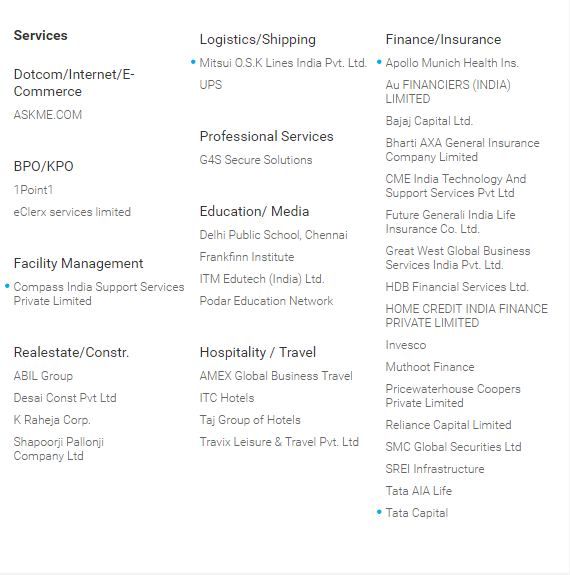 Services
Dotcom/Internet/E-
Commerce
ASKME.COM
BPO/KPO
1Point1
eClerx services limited
Facility Management
Compass India Support Services
Private Limited
Realestate/Constr.
ABIL Group
Desai Const Pvt Ltd
K Raheja Corp.
Shapoorji Pallonji
Company Ltd
Logistics/Shipping
Mitsui O.S.K Lines India Pvt. Ltd.
UPS
Professional Services
G4S Secure Solutions
Education/ Media
Delhi Public School, Chennai
Frankfinn Institute
ITM Edutech (India) Ltd.
Podar Education Network
Hospitality / Travel
AMEX Global Business Travel
ITC Hotels
Taj Group of Hotels
Travix Leisure & Travel Pvt. Ltd
Finance/Insurance
Apollo Munich Health Ins.
Au FINANCIERS (INDIA)
LIMITED
Bajaj Capital Ltd.
Bharti AXA General Insurance
Company Limited
CME India Technology And
Support Services Pvt Ltd
Future Generali India Life
Insurance Co. Ltd.
Great West Global Business
Services India Pvt. Ltd.
HDB Financial Services Ltd.
HOME CREDIT INDIA FINANCE
PRIVATE LIMITED
Invesco
Muthoot Finance
Pricewaterhouse Coopers
Private Limited
Reliance Capital Limited
SMC Global Securities Ltd
SREI Infrastructure
Tata AIA Life
Tata Capital